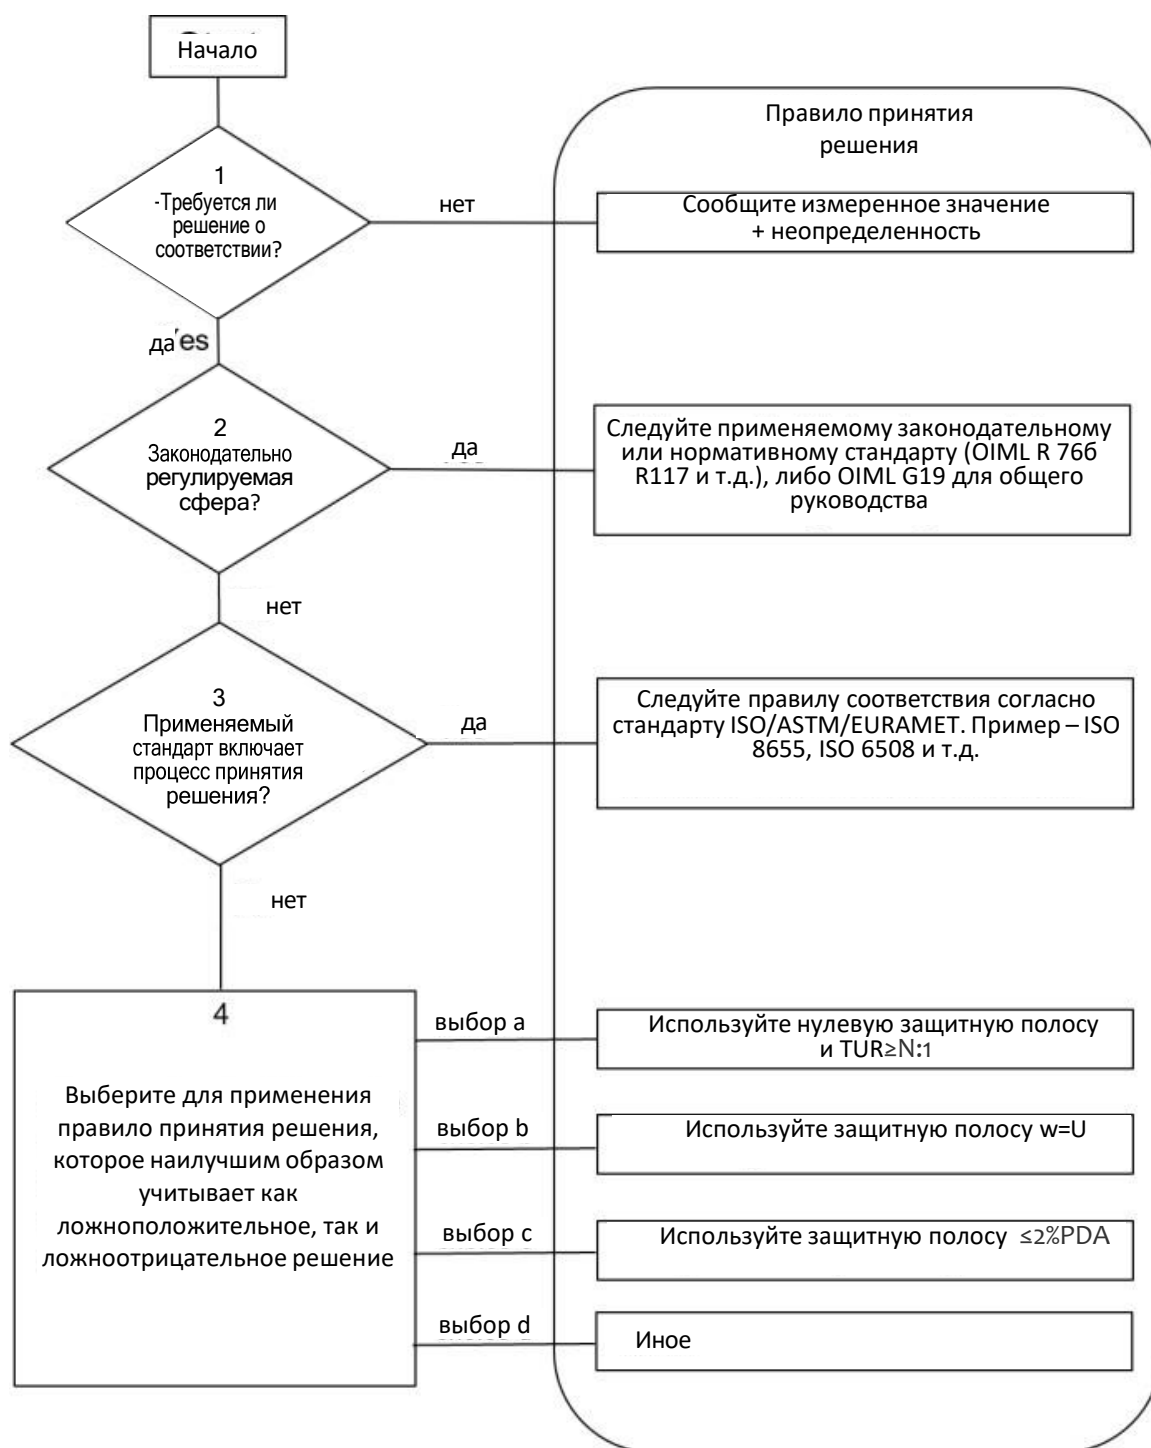 Начало
Правило принятия
решения
1
-Требуется ли
решение о
соответствии?
нет
Сообщите измеренное значение
+ неопределенность
да'es
2
Законодательно
регулируемая
сфера?
да
Следуйте применяемому законодательному
или нормативному стандарту (OIML R 76б
R117 и т.д.), либо OIML G19 для общего
руководства
нет
3
Применяемый
стандарт включает
процесс принятия
решения?
да
Следуйте правилу соответствия согласно
стандарту ISO/ASTM/EURAMET. Пример – ISO
8655, ISO 6508 и т.д.
нет
4
Выберите для применения
правило принятия решения,
которое наилучшим образом
учитывает как
ложноположительное, так и
ложноотрицательное решение
выбор a
Используйте нулевую защитную полосу
и TUR≥N:1
выбор b
Используйте защитную полосу w=U
выбор c
Используйте защитную полосу ≤2%PDA
выбор d
Иное